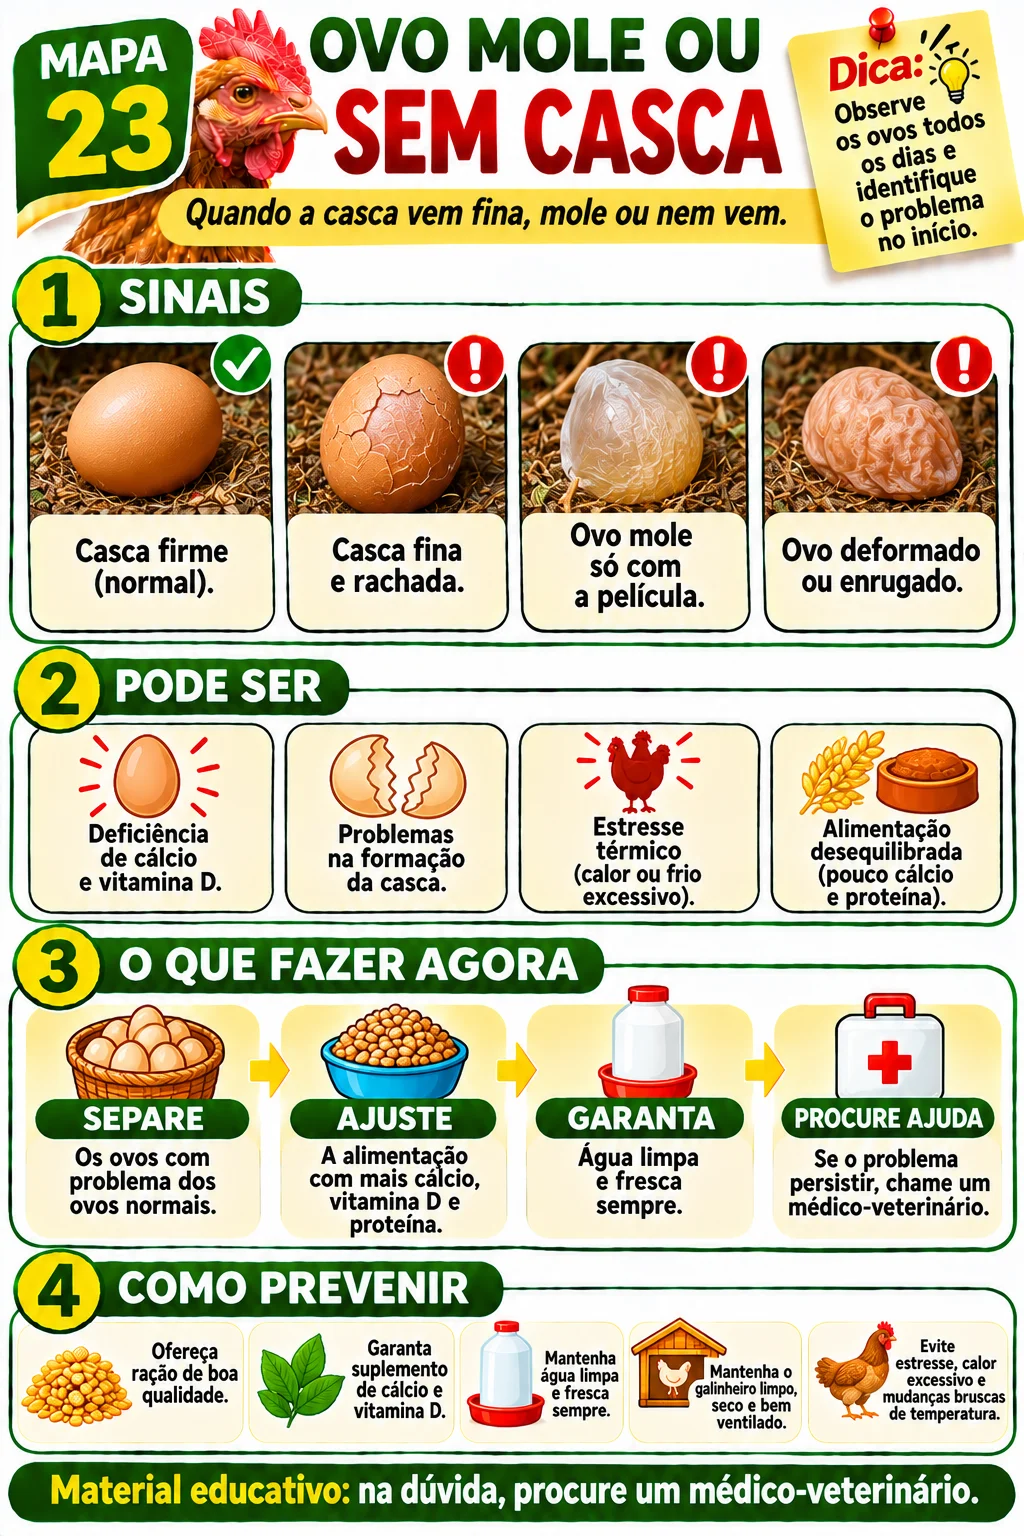 MAPA
23
OVO MOLE OU
SEM CASCA
Quando a casca vem fina, mole ou nem vem.
Dica:
Observe
os ovos todos
os dias e
identifique
o problema
no início.
1 SINAIS
Casca firme
(normal).
Casca fina
e rachada.
Ovo mole
só com
a película.
Ovo deformado
ou enrugado.
2 PODE SER
Deficiência
de cálcio
e vitamina D.
Problemas
na formação
da casca.
Estresse
térmico
(calor ou frio
excessivo).
Alimentação
desequilibrada
(pouco cálcio
e proteína).
3 O QUE FAZER AGORA
SEPARE
Os ovos com
problema dos
ovos normais.
AJUSTE
A alimentação
com mais cálcio,
vitamina D e
proteína.
GARANTA
Água limpa
e fresca
sempre.
PROCURE AJUDA
Se o problema
persistir, chame um
médico-veterinário.
4 COMO PREVENIR
Ofereça
ração de boa
qualidade.
Garanta
suplemento
de cálcio e
vitamina D.
Mantenha
água limpa
e fresca
sempre.
Mantenha o
galinheiro limpo,
seco e bem
ventilado.
Evite
estresse, calor
excessivo e
mudanças bruscas
de temperatura.
Material educativo: na dúvida, procure um médico-veterinário.